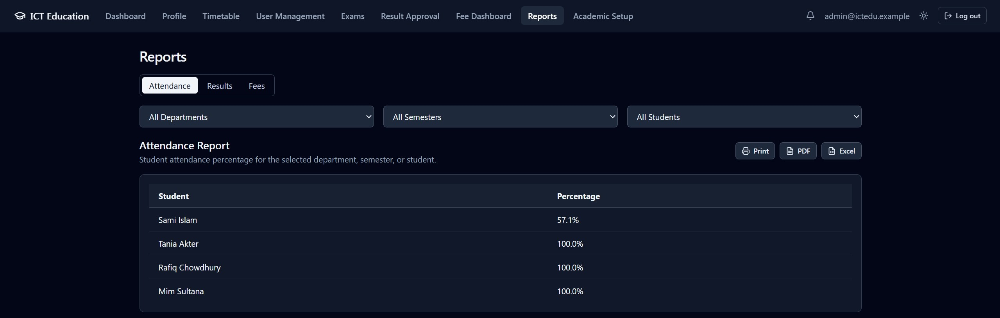 ICT Education Dashboard Profile Timetable User Management Exams Result Approval Fee Dashboard Reports Academic Setup admin@ictedu.example Log out
Reports
Attendance Results Fees
All Departments All Semesters All Students
Attendance Report
Student attendance percentage for the selected department, semester, or student.
Print PDF Excel
Student Percentage
Sami Islam 57.1%
Tania Akter 100.0%
Rafiq Chowdhury 100.0%
Mim Sultana 100.0%